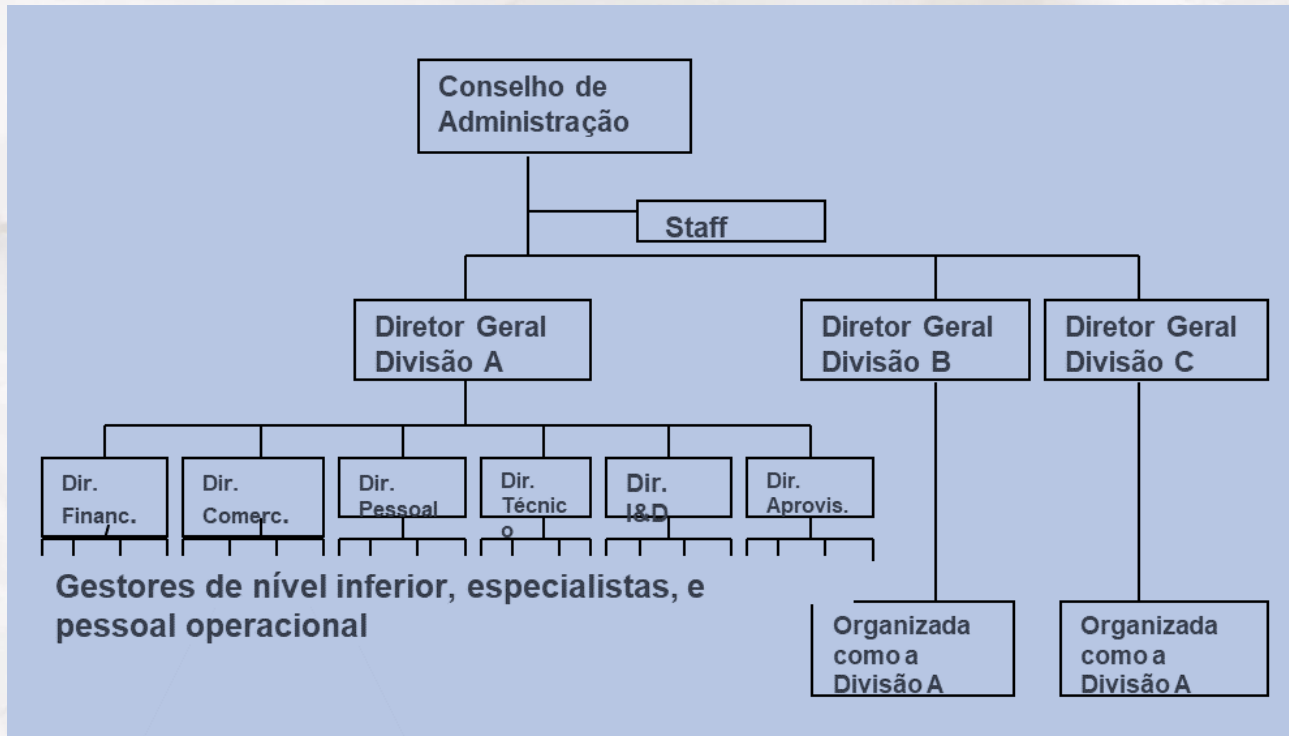 Conselho de
Administração
Staff
Diretor Geral
Divisão A
Diretor Geral
Divisão B
Diretor Geral
Divisão C
Dir.
Financ.
Dir.
Comerc.
Dir.
Pessoal
Dir.
Técnic
o
Dir.
I&D
Dir.
Aprovis.
Gestores de nível inferior, especialistas, e
pessoal operacional
Organizada
como a
Divisão A
Organizada
como a
Divisão A